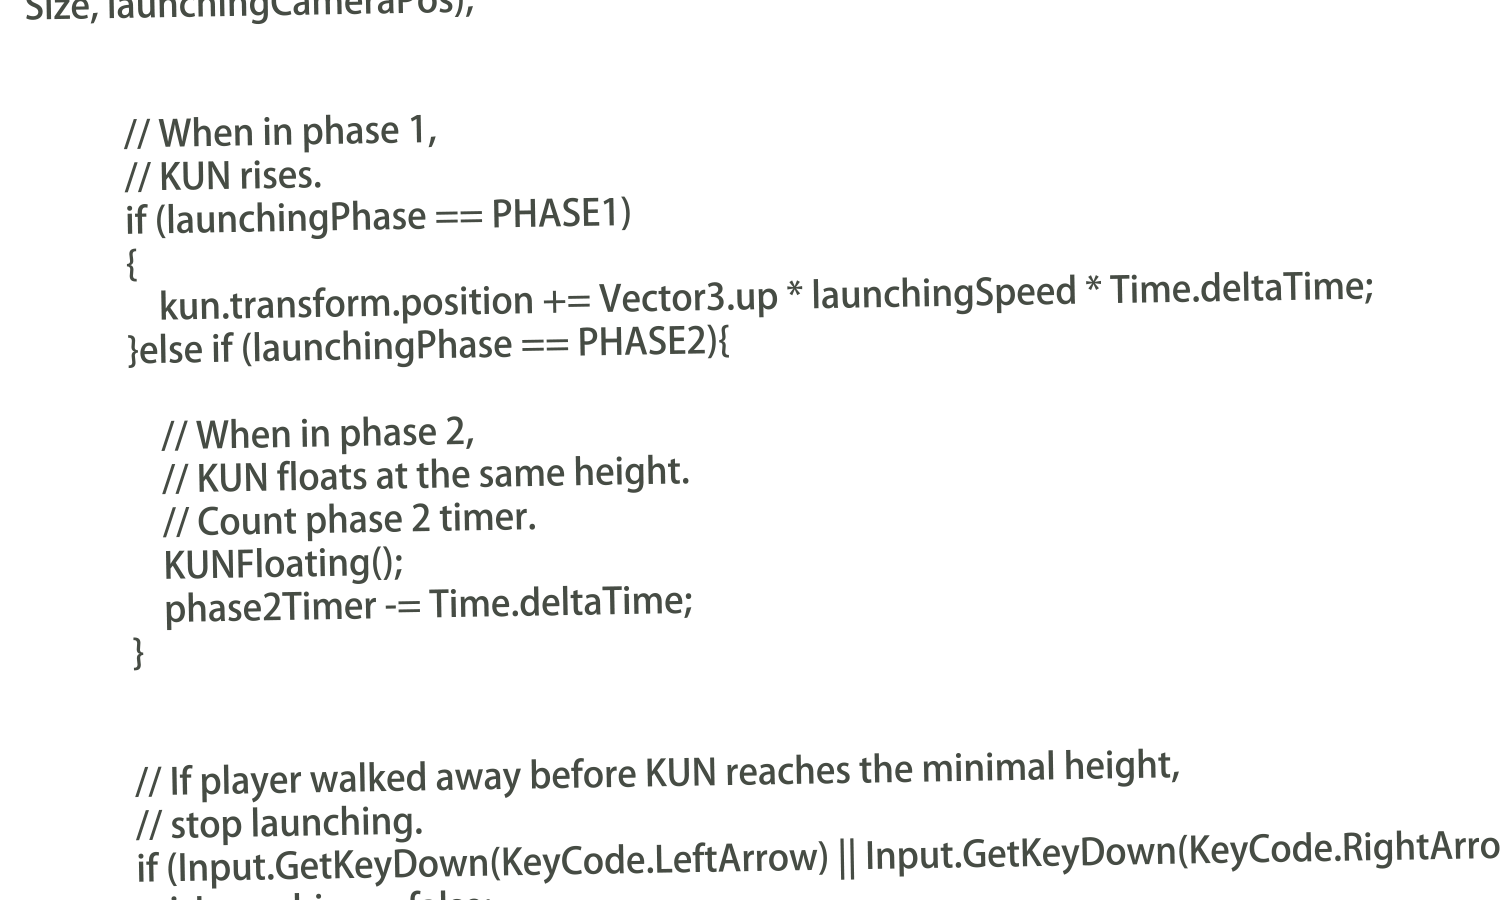 Size, launchingCameraPos);
// When in phase 1,
// KUN rises.
if (launchingPhase == PHASE1)
{
kun.transform.position += Vector3.up * launchingSpeed * Time.deltaTime;
}else if (launchingPhase == PHASE2){
// When in phase 2,
// KUN floats at the same height.
// Count phase 2 timer.
KUNFloating();
phase2Timer -= Time.deltaTime;
}
// If player walked away before KUN reaches the minimal height,
// stop launching.
if (Input.GetKeyDown(KeyCode.LeftArrow) || Input.GetKeyDown(KeyCode.RightArro